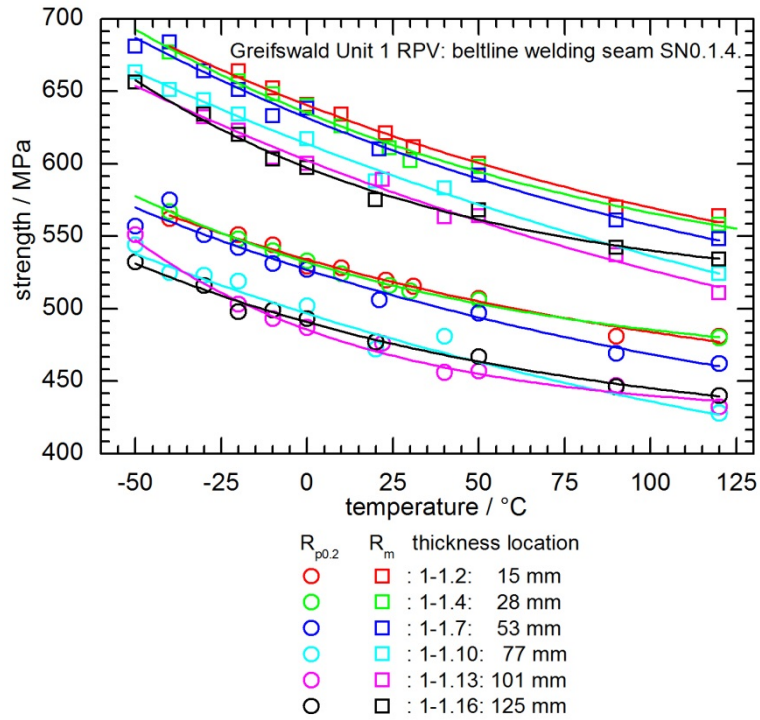 700
Greifswald Unit 1 RPV: beltline welding seam SN0.1.4.
650
600
550
500
450
400
strength / MPa
-50 -25 0 25 50 75 100 125
temperature / °C
Rp0.2 Rm thickness location
: 1-1.2: 15 mm
: 1-1.4: 28 mm
: 1-1.7: 53 mm
: 1-1.10: 77 mm
: 1-1.13: 101 mm
: 1-1.16: 125 mm